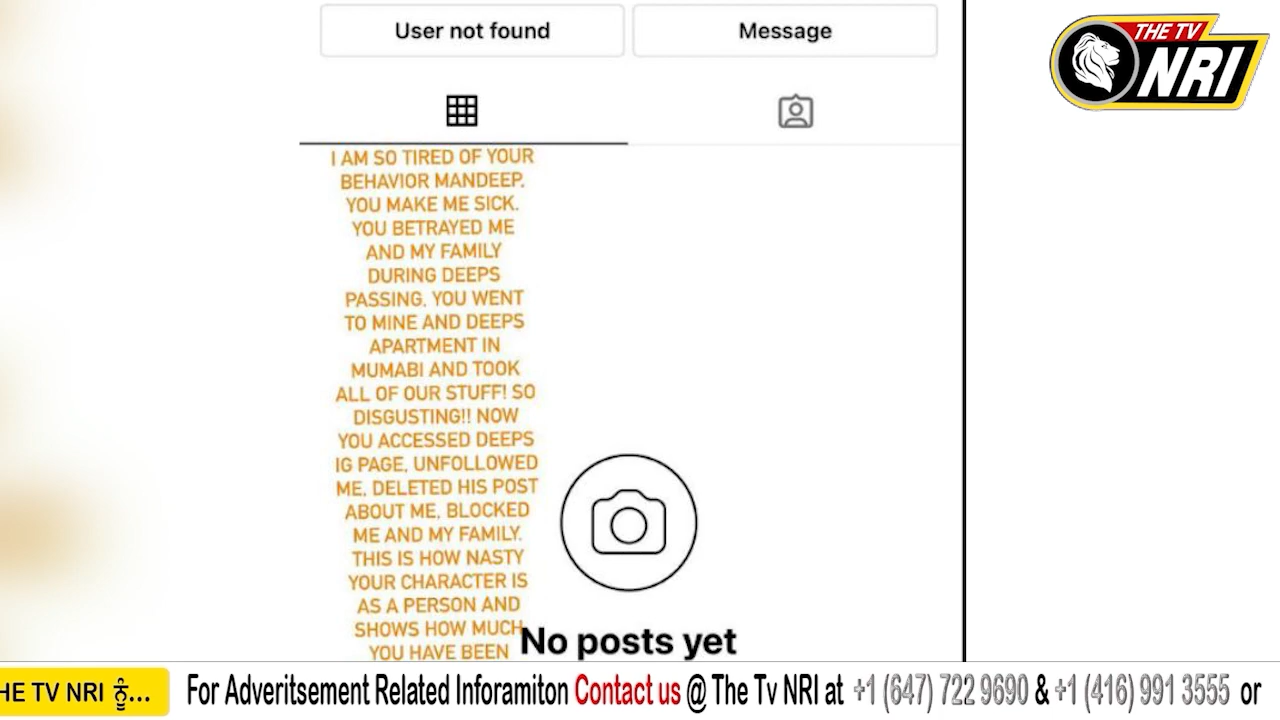 User not found
Message
THE TV
NRI
I AM SO TIRED OF YOUR
BEHAVIOR MANDEEP.
YOU MAKE ME SICK.
YOU BETRAYED ME
AND MY FAMILY
DURING DEEPS
PASSING. YOU WENT
TO MINE AND DEEPS
APARTMENT IN
MUMABI AND TOOK
ALL OF OUR STUFF! SO
DISGUSTING!! NOW
YOU ACCESSED DEEPS
IG PAGE, UNFOLLOWED
ME, DELETED HIS POST
ABOUT ME, BLOCKED
ME AND MY FAMILY.
THIS IS HOW NASTY
YOUR CHARACTER IS
AS A PERSON AND
SHOWS HOW MUCH
YOU HAVE BEEN
No posts yet
HE TV NRI ਨੂੰ...
For Adveritsement Related Inforamiton Contact us @ The Tv NRI at +1 (647) 722 9690 & +1 (416) 991 3555 or